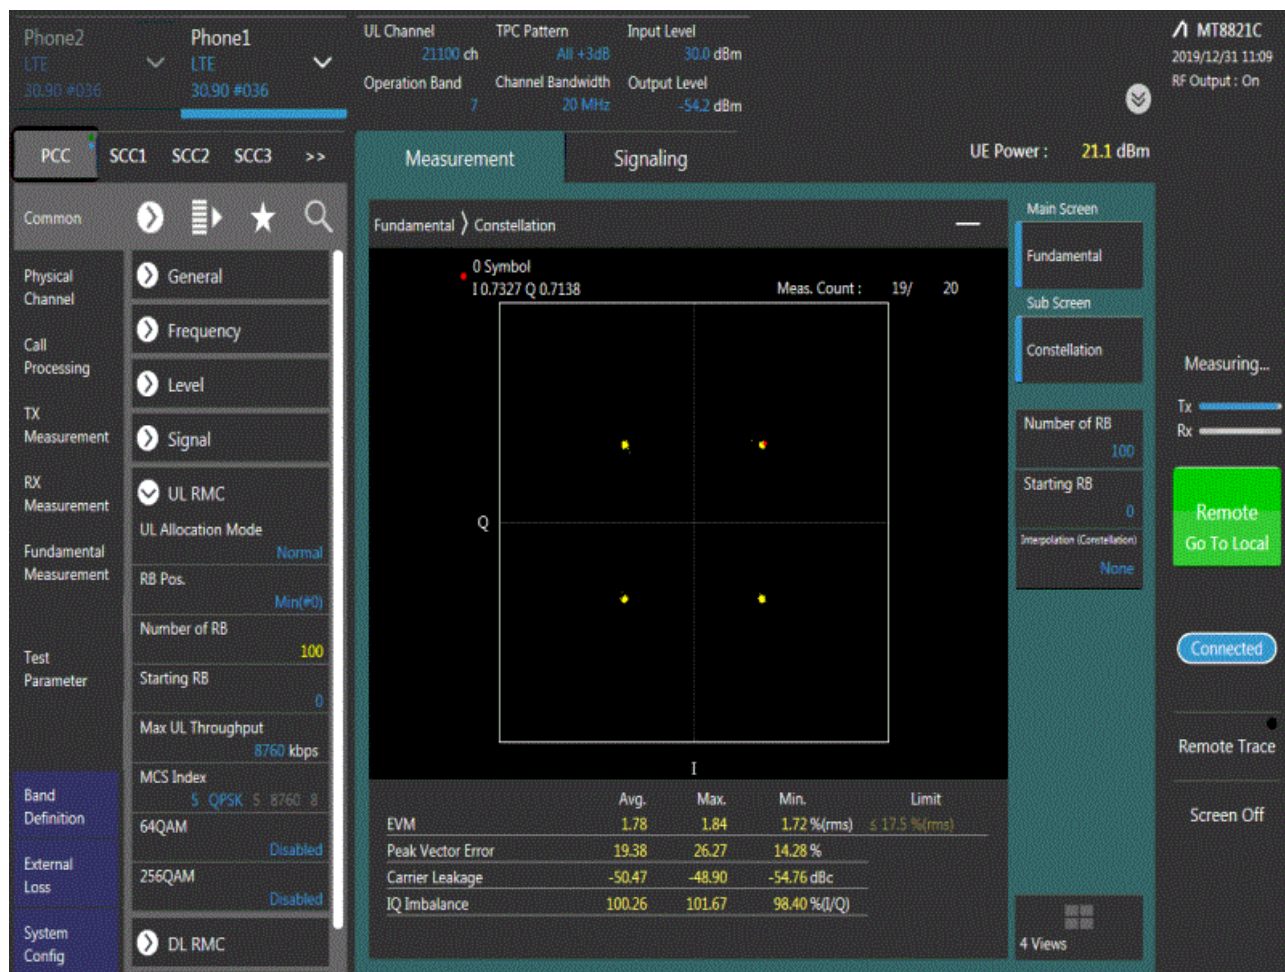 Phone2
LTE
30.90 #036
Phone1
LTE
30.90 #036
UL Channel
21100 ch
Operation Band
7
TPC Pattern
All +3dB
Channel Bandwidth
20 MHz
Input Level
30.0 dBm
Output Level
-54.2 dBm
MT8821C
2019/12/31 11:09
RF Output : On
PCC SCC1 SCC2 SCC3 >>
Measurement
Signaling
UE Power : 21.1 dBm
Common
Physical
Channel
Call
Processing
TX
Measurement
RX
Measurement
Fundamental
Measurement
Test
Parameter
Band
Definition
External
Loss
System
Config
General
Frequency
Level
Signal
UL RMC
UL Allocation Mode
Normal
RB Pos.
Min(#0)
Number of RB
100
Starting RB
0
Max UL Throughput
8760 kbps
MCS Index
5 QPSK 5 8760 8
64QAM
Disabled
256QAM
Disabled
DL RMC
Fundamental 〉 Constellation
0 Symbol
I 0.7327 Q 0.7138
Meas. Count : 19/ 20
Q
I
Avg. Max. Min. Limit
EVM 1.78 1.84 1.72 %(rms) ≤ 17.5 %(rms)
Peak Vector Error 19.38 26.27 14.28 %
Carrier Leakage -50.47 -48.90 -54.76 dBc
IQ Imbalance 100.26 101.67 98.40 %(I/Q)
Main Screen
Fundamental
Sub Screen
Constellation
Number of RB
100
Starting RB
0
Interpolation (Constellation)
None
4 Views
Measuring...
Tx
Rx
Remote
Go To Local
Connected
Remote Trace
Screen Off